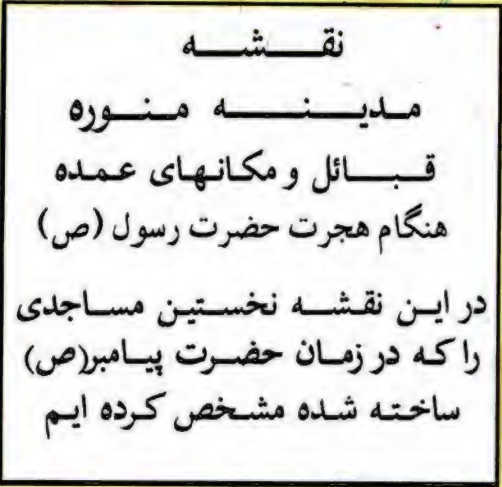 نقشه
مدینه منوره
قبائل و مکانهای عمده
هنگام هجرت حضرت رسول (ص)
در این نقشه نخستین مساجدی
را که در زمان حضرت پیامبر(ص)
ساخته شده مشخص کرده ایم